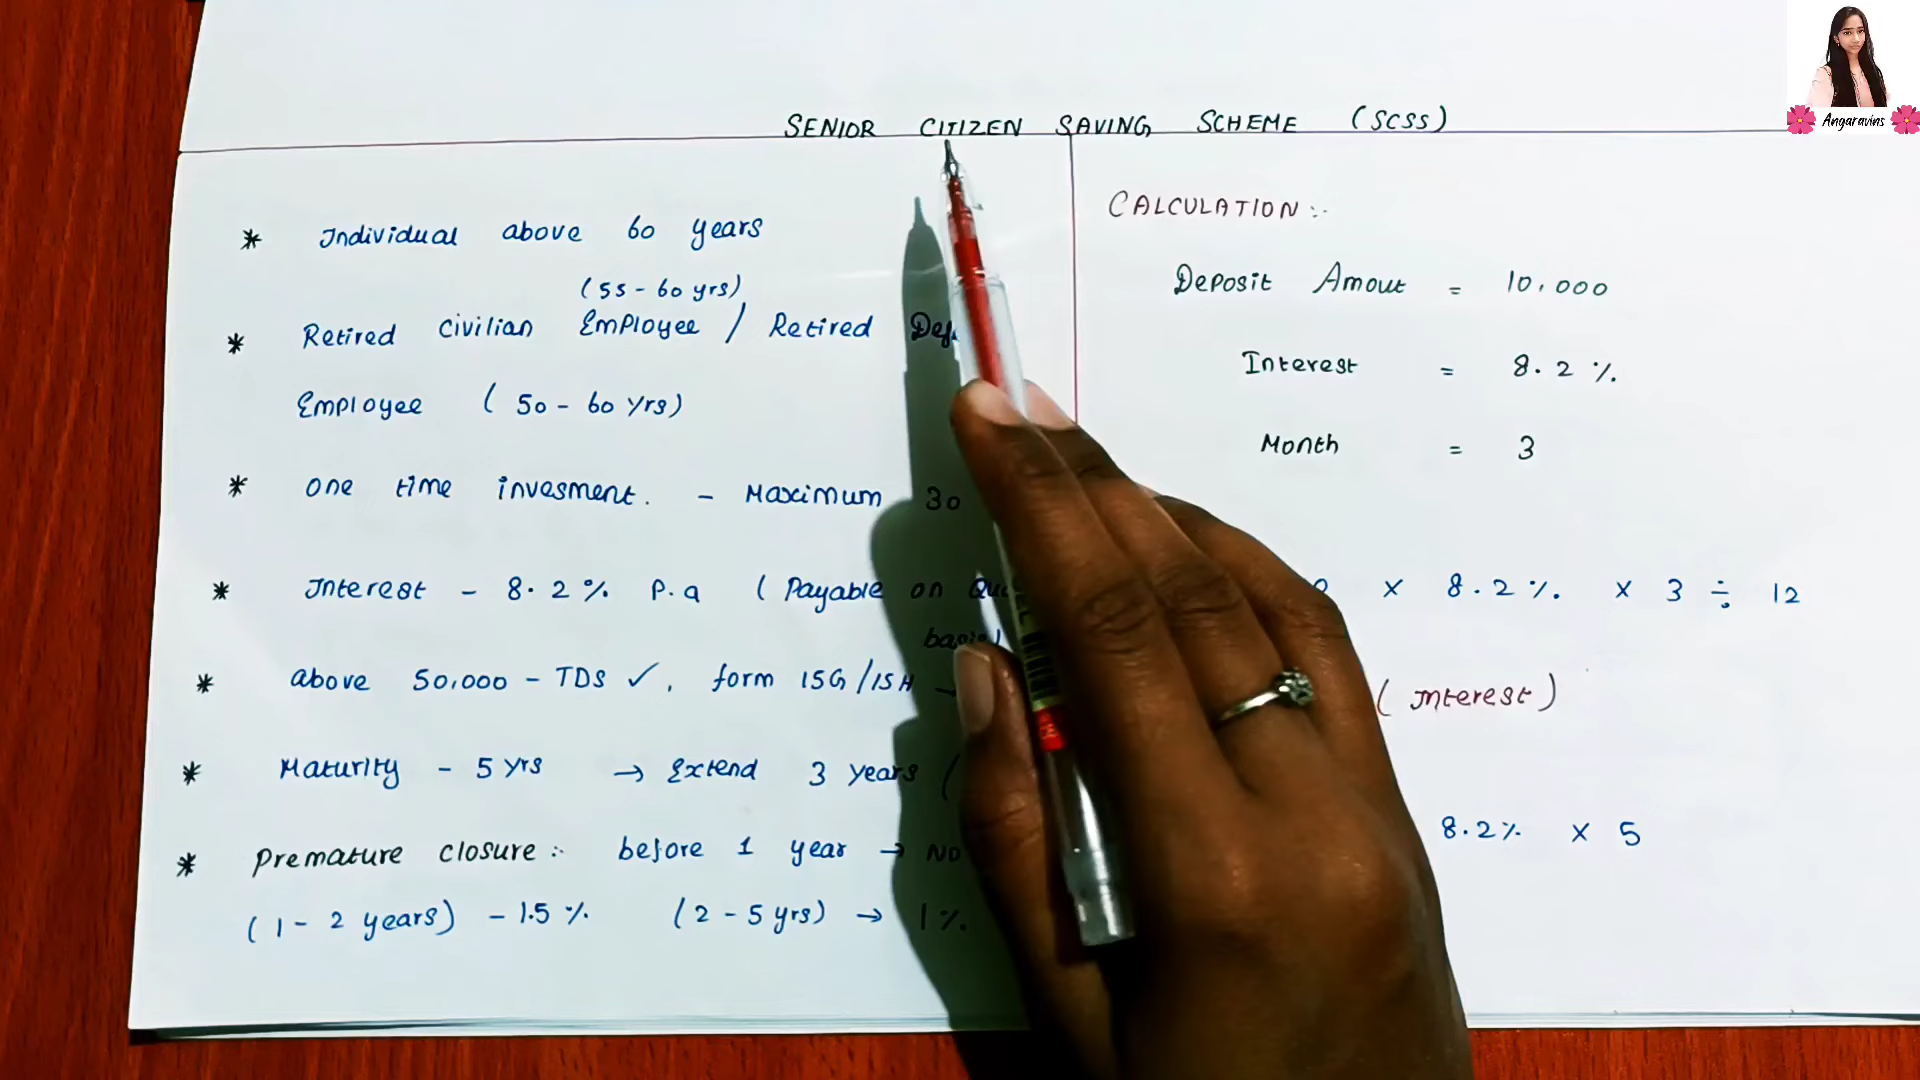 SENIOR CITIZEN SAVING SCHEME (SCSS)
Angaravins
* Individual above 60 years
(55 - 60 yrs)
* Retired civilian Employee / Retired
Employee ( 50 - 60 yrs)
* one time invesment. - Maximum 30
* Interest - 8.2 % P.a ( Payable on
* above 50,000 - TDS ✓, form 15G/15H
* Maturity - 5 yrs → Extend 3 years (
* Premature closure :- before 1 year → NO
( 1 - 2 years) - 1.5 % (2 - 5 yrs) → 1 %.
CALCULATION :-
Deposit Amout = 10,000
Interest = 8.2 %
Month = 3
x 8.2 %. x 3 ÷ 12
( Interest )
8.2 % x 5